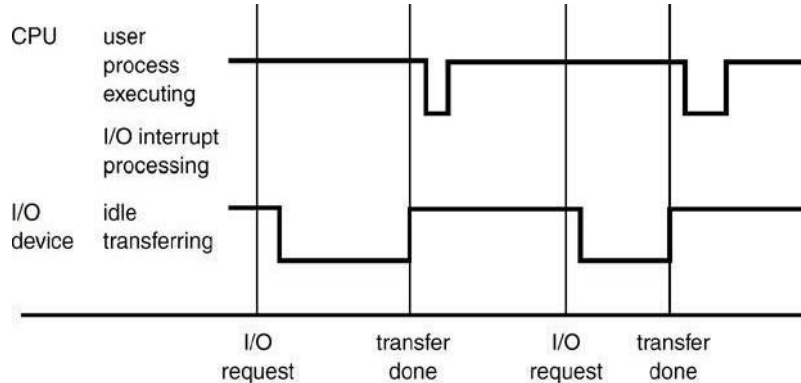 CPU user
process
executing
I/O interrupt
processing
I/O idle
device transferring
I/O request
transfer done
I/O request
transfer done